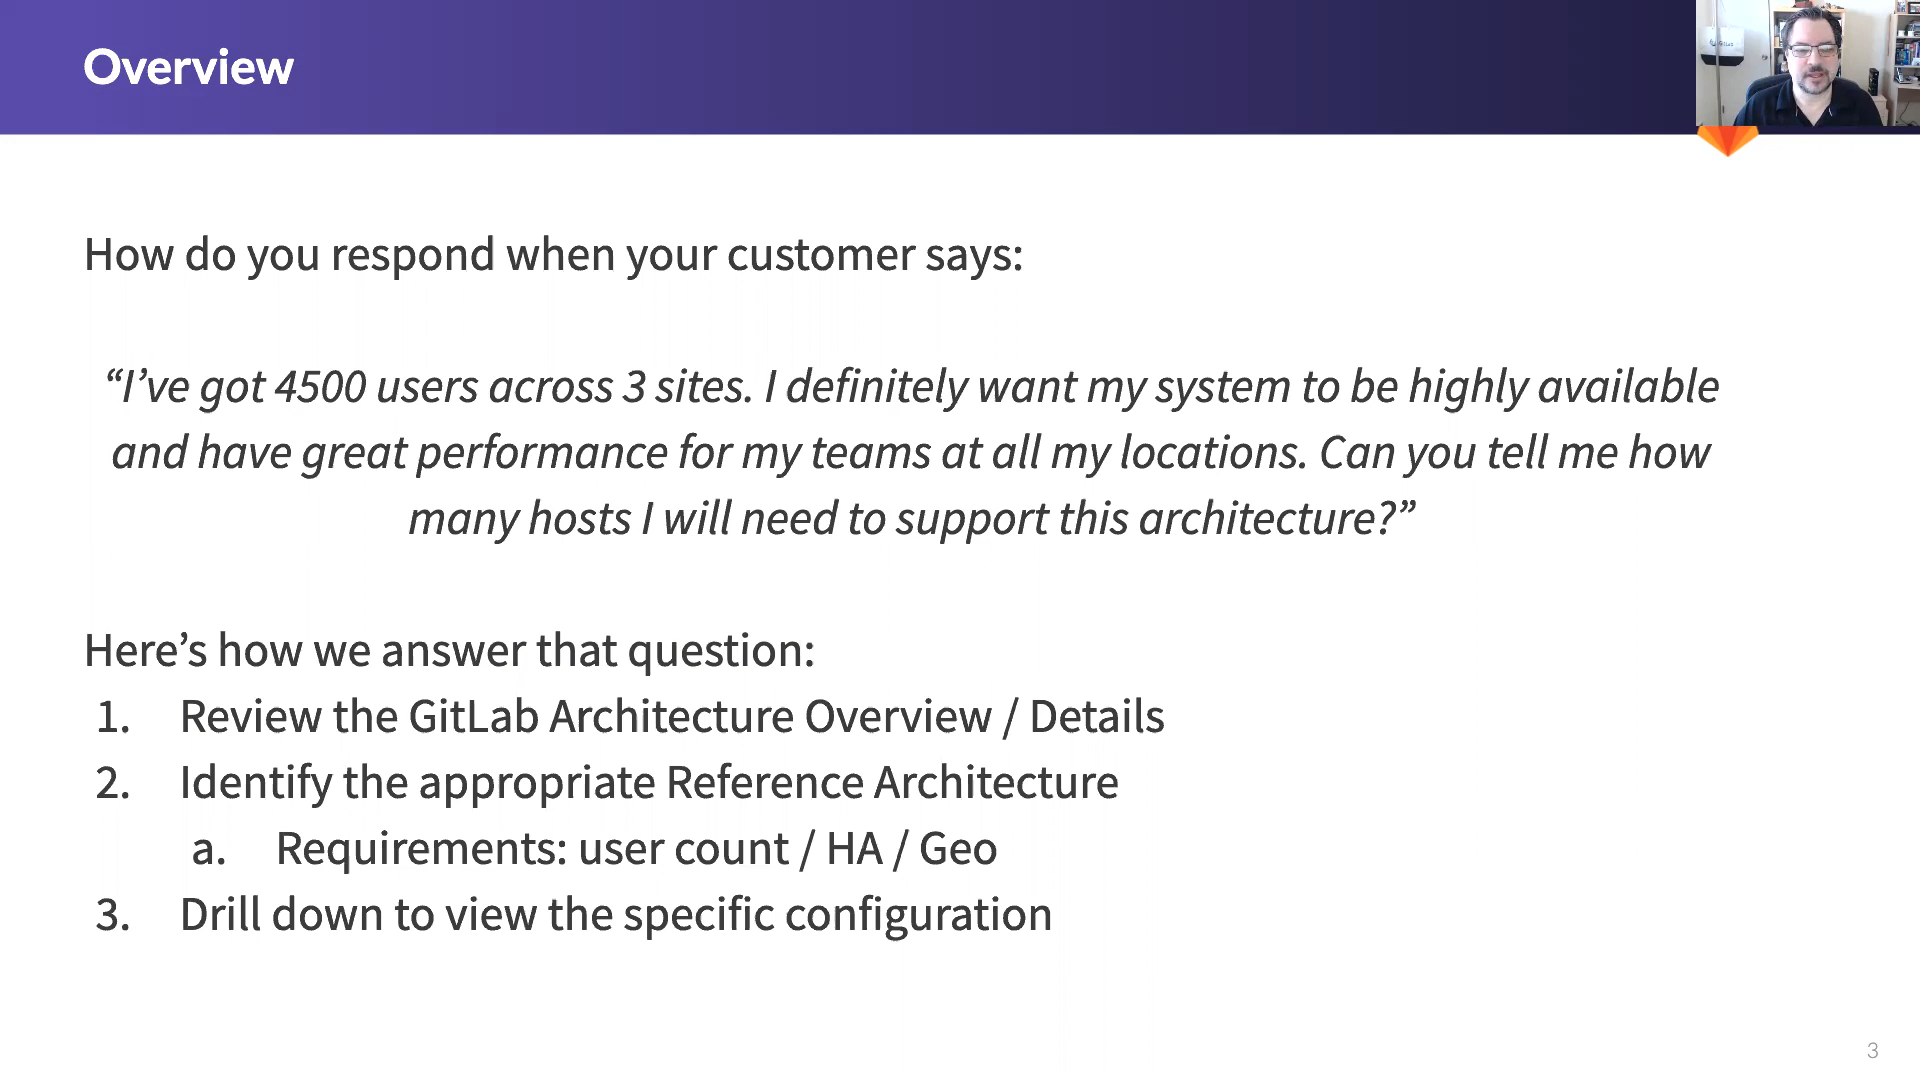 Overview
How do you respond when your customer says:
“I’ve got 4500 users across 3 sites. I definitely want my system to be highly available
and have great performance for my teams at all my locations. Can you tell me how
many hosts I will need to support this architecture?”
Here’s how we answer that question:
1. Review the GitLab Architecture Overview / Details
2. Identify the appropriate Reference Architecture
a. Requirements: user count / HA / Geo
3. Drill down to view the specific configuration
3